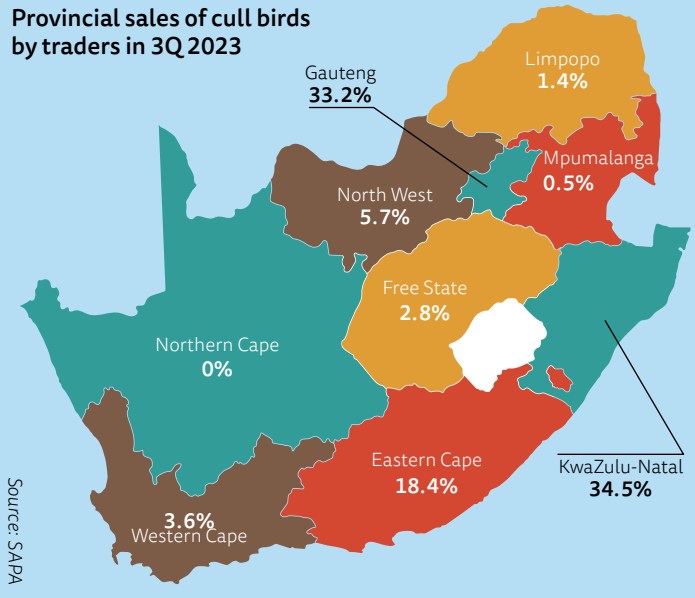 Provincial sales of cull birds
by traders in 3Q 2023
Limpopo
1.4%
Gauteng
33.2%
Mpumalanga
0.5%
North West
5.7%
Free State
2.8%
Northern Cape
0%
Eastern Cape
18.4%
KwaZulu-Natal
34.5%
3.6%
Western Cape
Source: SAPA